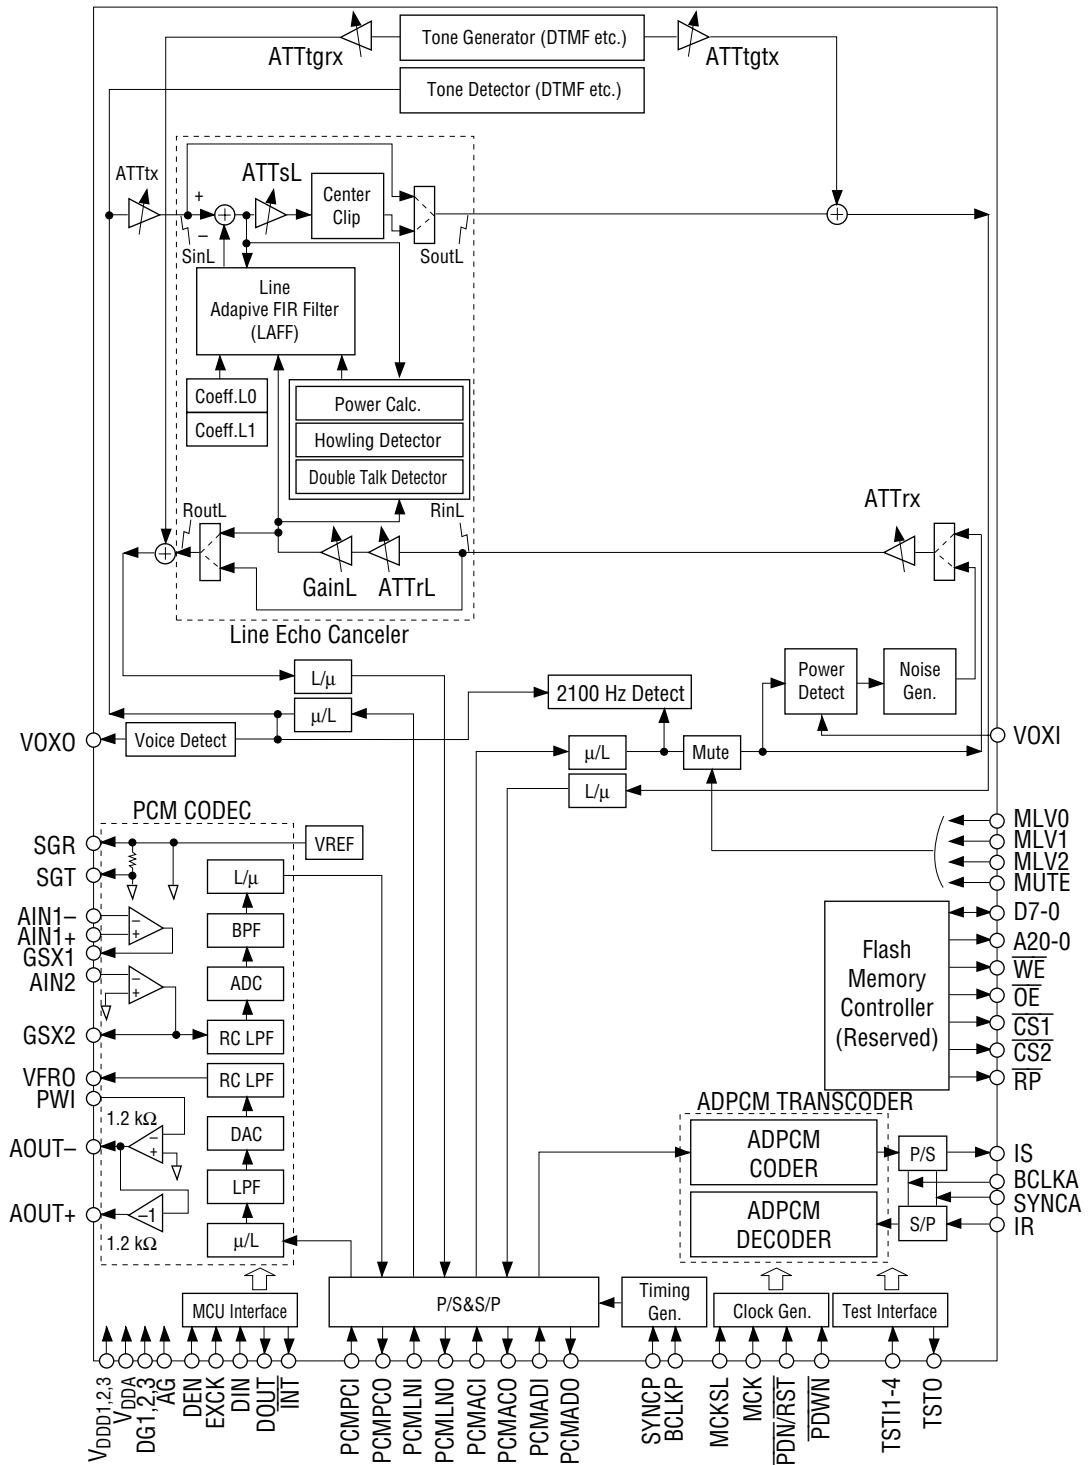 Tone Generator (DTMF etc.)
ATTtgrx
ATTtgtx
Tone Detector (DTMF etc.)
ATTtx
ATTsL
Center
Clip
+
+
+
−
SinL
SoutL
Line
Adapive FIR Filter
(LAFF)
Coeff.L0
Coeff.L1
Power Calc.
Howling Detector
Double Talk Detector
RoutL
RinL
ATTrx
+
GainL
ATTrL
Line Echo Canceler
L/μ
μ/L
2100 Hz Detect
Power
Detect
Noise
Gen.
VOXO
Voice Detect
μ/L
Mute
VOXI
L/μ
PCM CODEC
SGR
VREF
SGT
L/μ
MLV0
MLV1
MLV2
MUTE
AIN1−
AIN1+
GSX1
−
+
BPF
AIN2
−
+
ADC
GSX2
RC LPF
Flash
Memory
Controller
(Reserved)
D7-0
A20-0
WE
OE
CS1
CS2
RP
VFRO
RC LPF
PWI
1.2 kΩ
AOUT−
−
+
DAC
LPF
AOUT+
−1
1.2 kΩ
μ/L
ADPCM TRANSCODER
ADPCM
CODER
P/S
IS
BCLKA
SYNCA
ADPCM
DECODER
S/P
IR
MCU Interface
P/S&S/P
Timing
Gen.
Clock Gen.
Test Interface
VDDD1,2,3
VDDA
DG1,2,3
AG
DEN
EXCK
DIN
DOUT
INT
PCMPCI
PCMPCO
PCMLNI
PCMLNO
PCMACI
PCMACO
PCMADI
PCMADO
SYNCP
BCLKP
MCKSL
MCK
PDN/RST
PDWN
TSTI1-4
TSTO